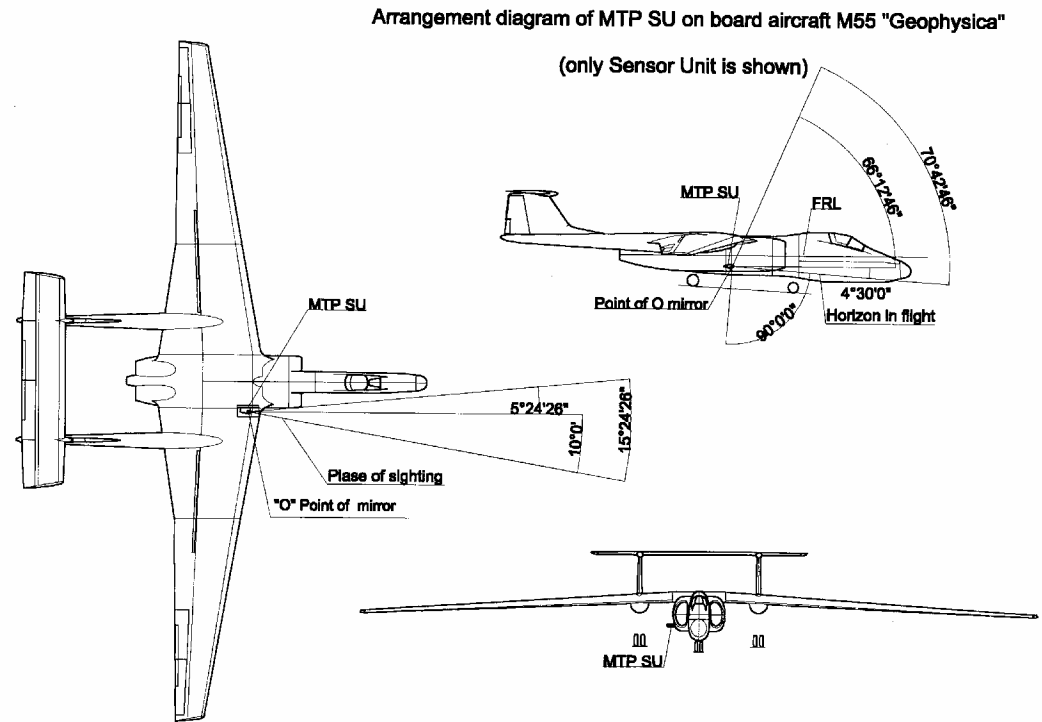 Arrangement diagram of MTP SU on board aircraft M55 "Geophysica"
(only Sensor Unit is shown)
70°42'46"
66°12'46"
MTP SU
FRL
4°30'0"
Point of O mirror
Horizon in flight
90°0'0"
MTP SU
5°24'26"
15°24'26"
10°0'
Plase of sighting
"O" Point of mirror
MTP SU